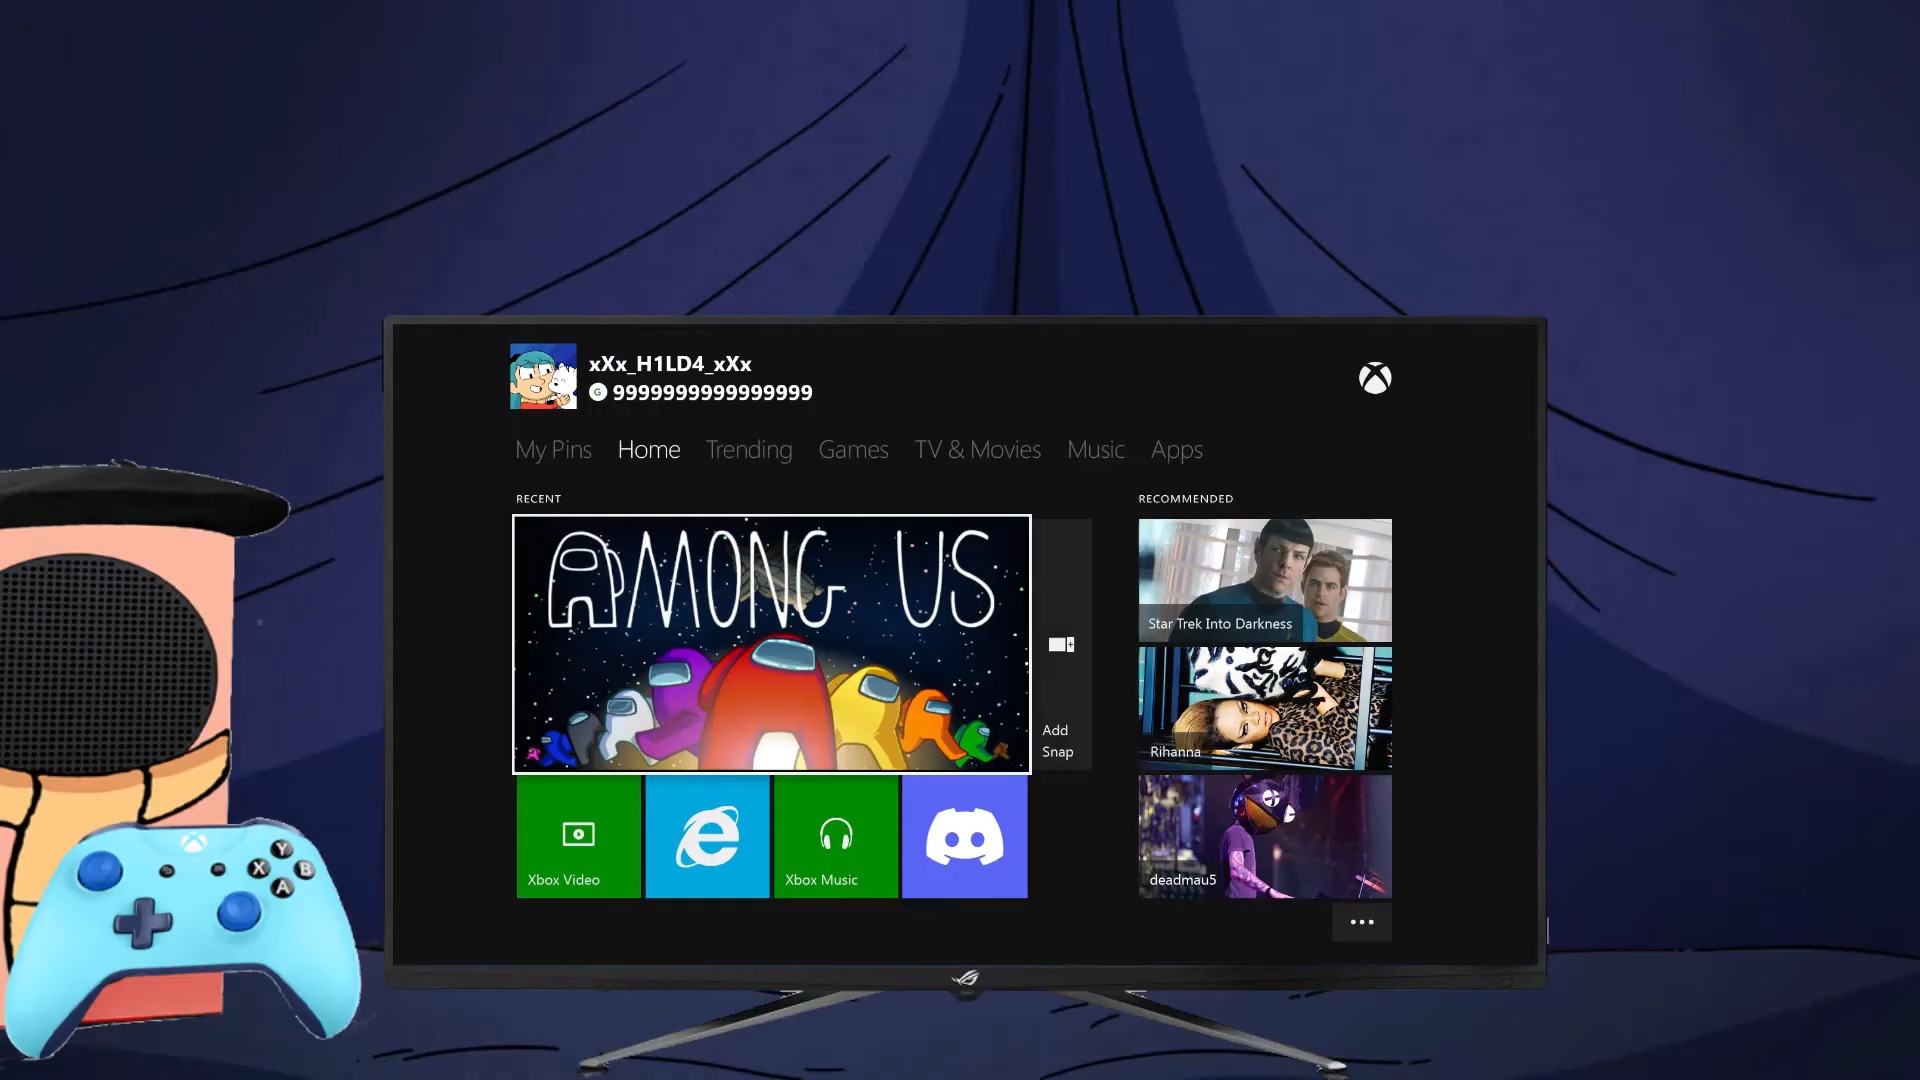 xXx_H1LD4_xXx
G 9999999999999999
My Pins Home Trending Games TV & Movies Music Apps
RECENT
AMONG US
Add
Snap
Xbox Video
Xbox Music
RECOMMENDED
Star Trek Into Darkness
Rihanna
deadmau5
Y
X B
A